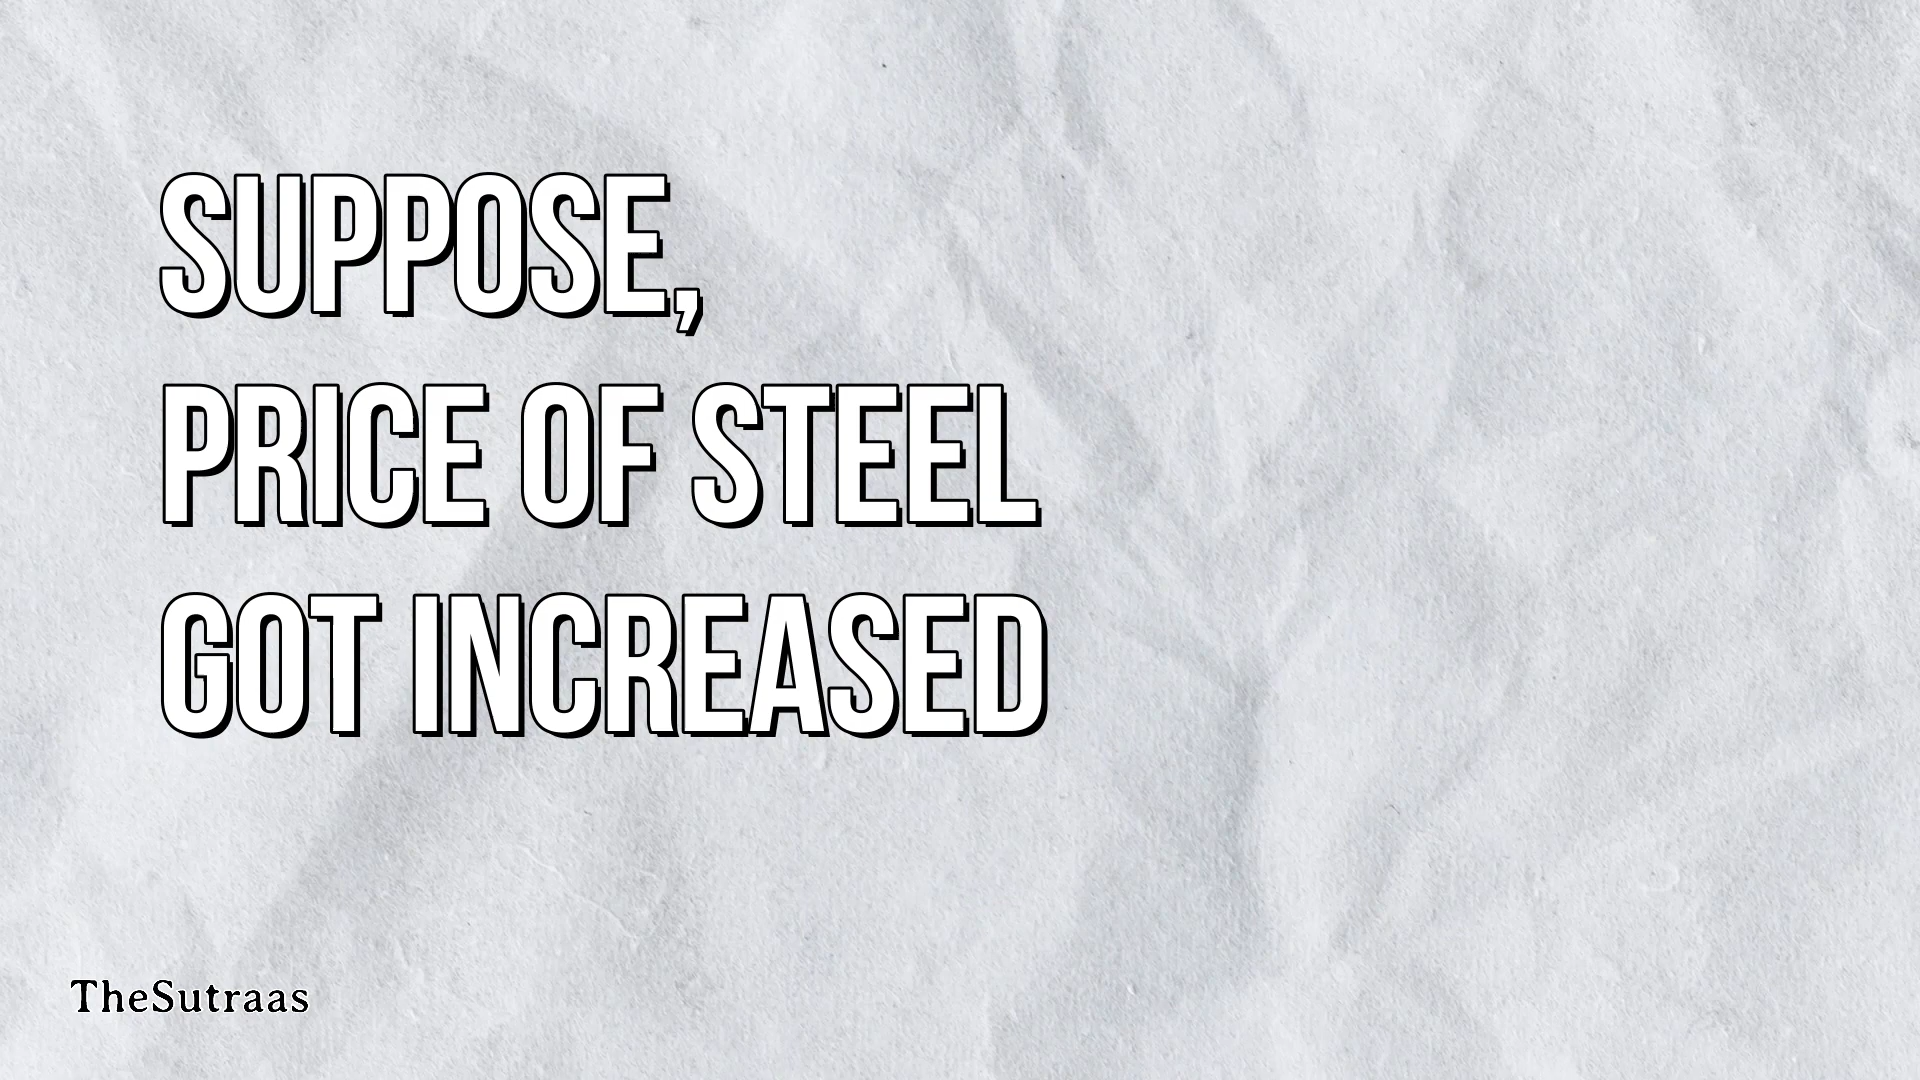 SUPPOSE,
PRICE OF STEEL
GOT INCREASED
TheSutraas